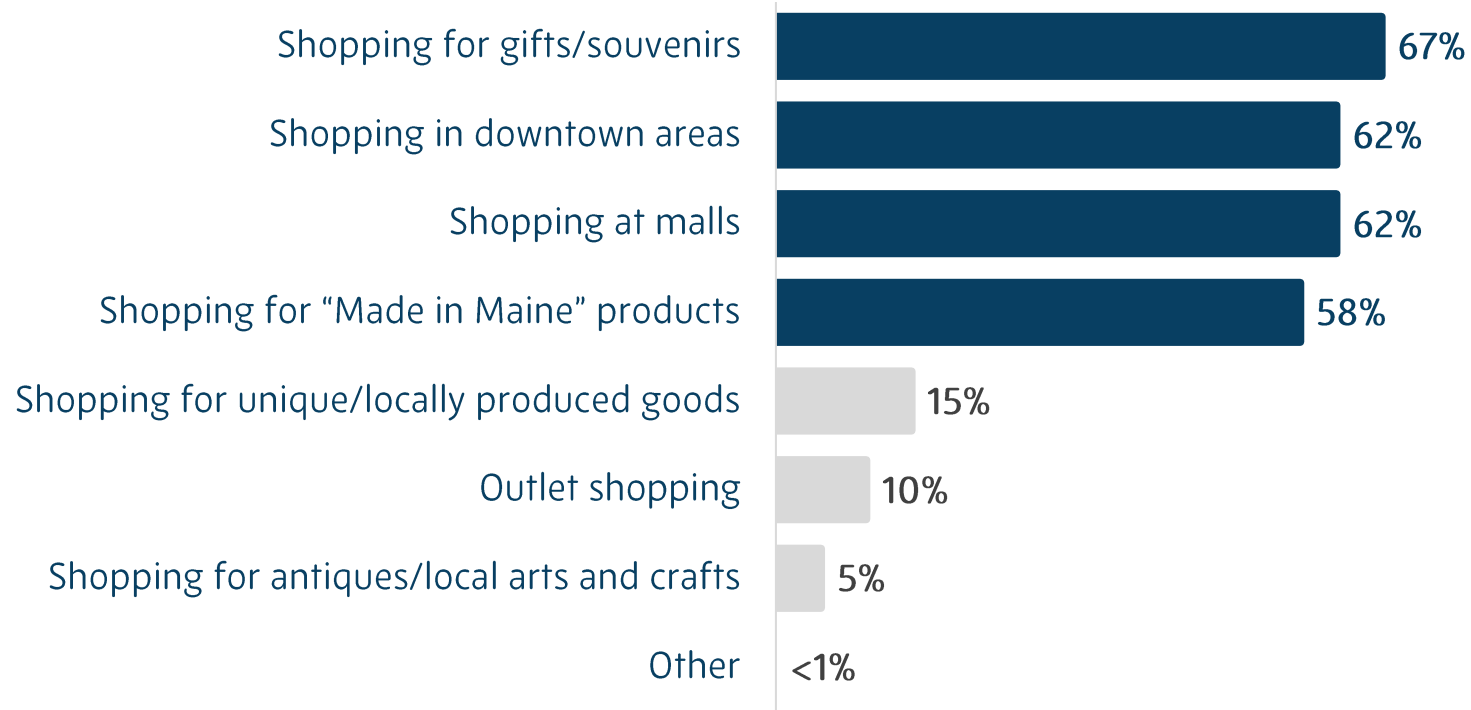 Shopping for gifts/souvenirs 67%
Shopping in downtown areas 62%
Shopping at malls 62%
Shopping for “Made in Maine” products 58%
Shopping for unique/locally produced goods 15%
Outlet shopping 10%
Shopping for antiques/local arts and crafts 5%
Other <1%